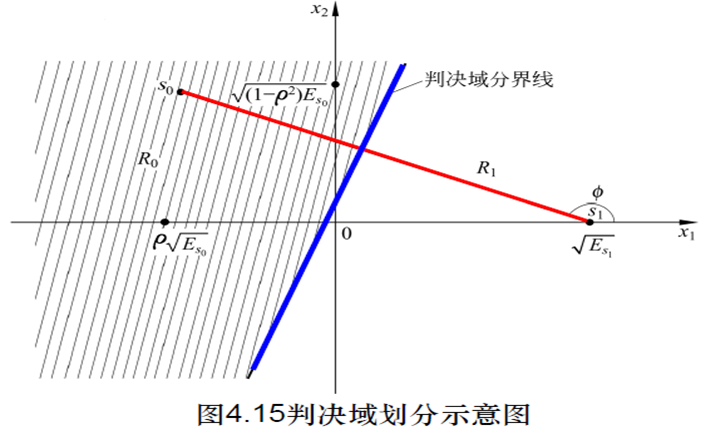 x₂
s₀
√(1−ρ²)E_{s₀}
判决域分界线
R₀
R₁
ϕ
s₁
0
x₁
ρ√E_{s₀}
√E_{s₁}
图4.15判决域划分示意图